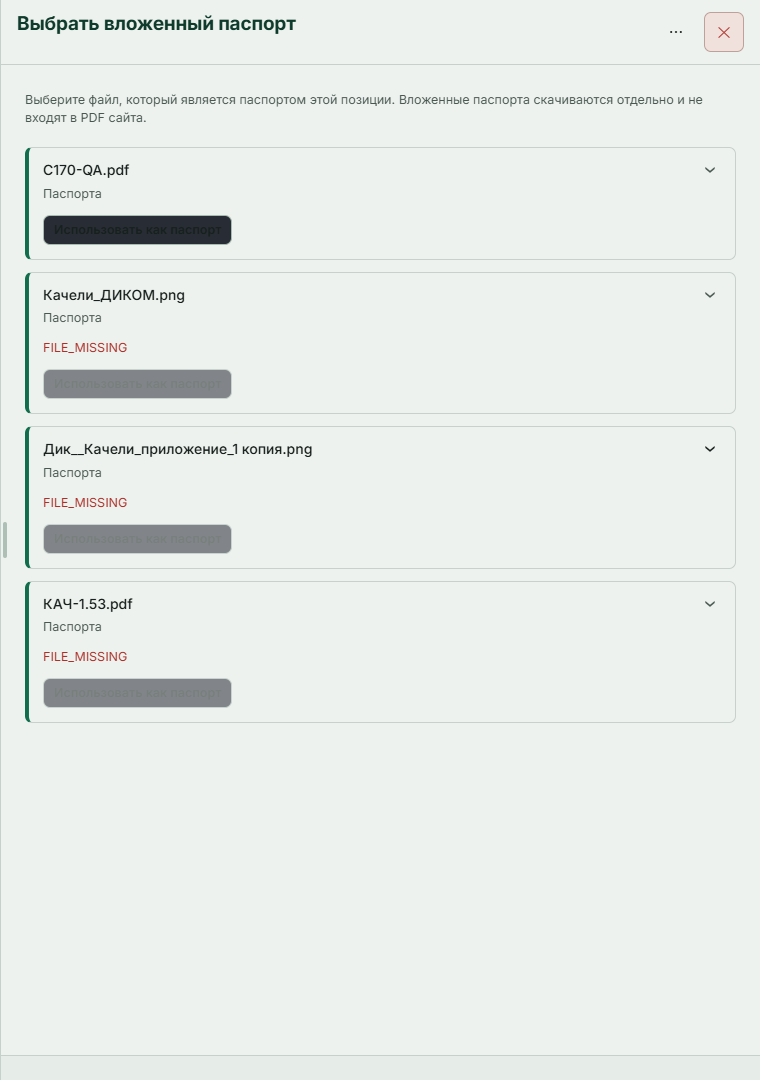 Выбрать вложенный паспорт
...
Выберите файл, который является паспортом этой позиции. Вложенные паспорта скачиваются отдельно и не
входят в PDF сайта.
C170-QA.pdf
Паспорта
Использовать как паспорт
Качели_ДИКОМ.png
Паспорта
FILE_MISSING
Использовать как паспорт
Дик__Качели_приложение_1 копия.png
Паспорта
FILE_MISSING
Использовать как паспорт
КАЧ-1.53.pdf
Паспорта
FILE_MISSING
Использовать как паспорт